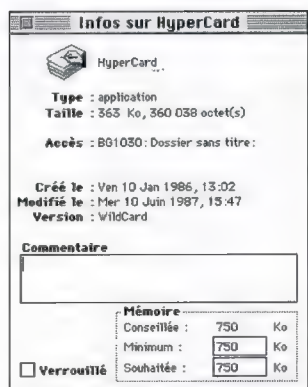 Infos sur HyperCard
HyperCard
Type : application
Taille : 363 Ko, 360 038 octet(s)
Accès : BG1030: Dossier sans titre:
Créé le : Ven 10 Jan 1986, 13:02
Modifié le : Mer 10 Juin 1987, 15:47
Version : WildCard
Commentaire
Mémoire
Conseillée : 750 Ko
Minimum : 750 Ko
Verrouillé Souhaitée : 750 Ko